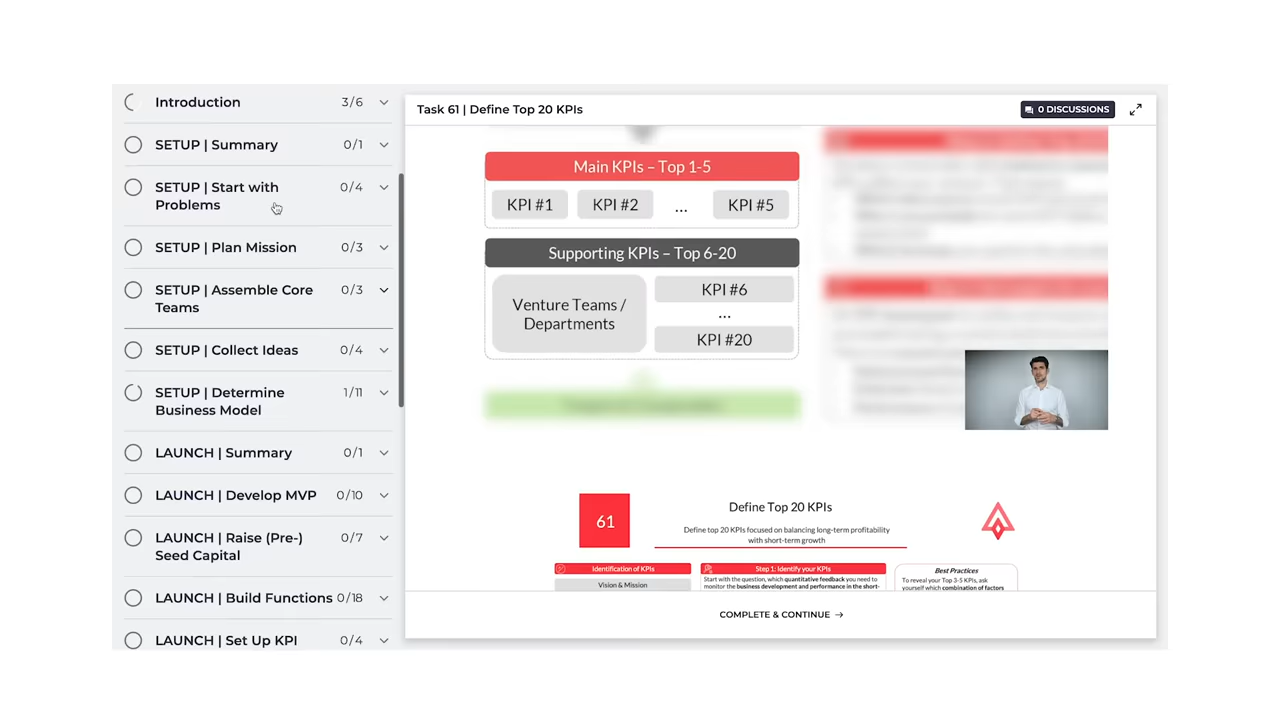 Introduction 3/6
SETUP | Summary 0/1
SETUP | Start with 0/4
Problems
SETUP | Plan Mission 0/3
SETUP | Assemble Core 0/3
Teams
SETUP | Collect Ideas 0/4
SETUP | Determine 1/11
Business Model
LAUNCH | Summary 0/1
LAUNCH | Develop MVP 0/10
LAUNCH | Raise (Pre-) 0/7
Seed Capital
LAUNCH | Build Functions 0/18
LAUNCH | Set Up KPI 0/4
Task 61 | Define Top 20 KPIs
0 DISCUSSIONS
Main KPIs – Top 1-5
KPI #1 KPI #2 ... KPI #5
Supporting KPIs – Top 6-20
Venture Teams /
Departments
KPI #6
...
KPI #20
61
Define Top 20 KPIs
Define top 20 KPIs focused on balancing long-term profitability
with short-term growth
Identification of KPIs
Vision & Mission
Step 1: Identify your KPIs
Start with the question, which quantitative feedback you need to
monitor the business development and performance in the short-
Best Practices
To reveal your Top 3-5 KPIs, ask
yourself which combination of factors
COMPLETE & CONTINUE →